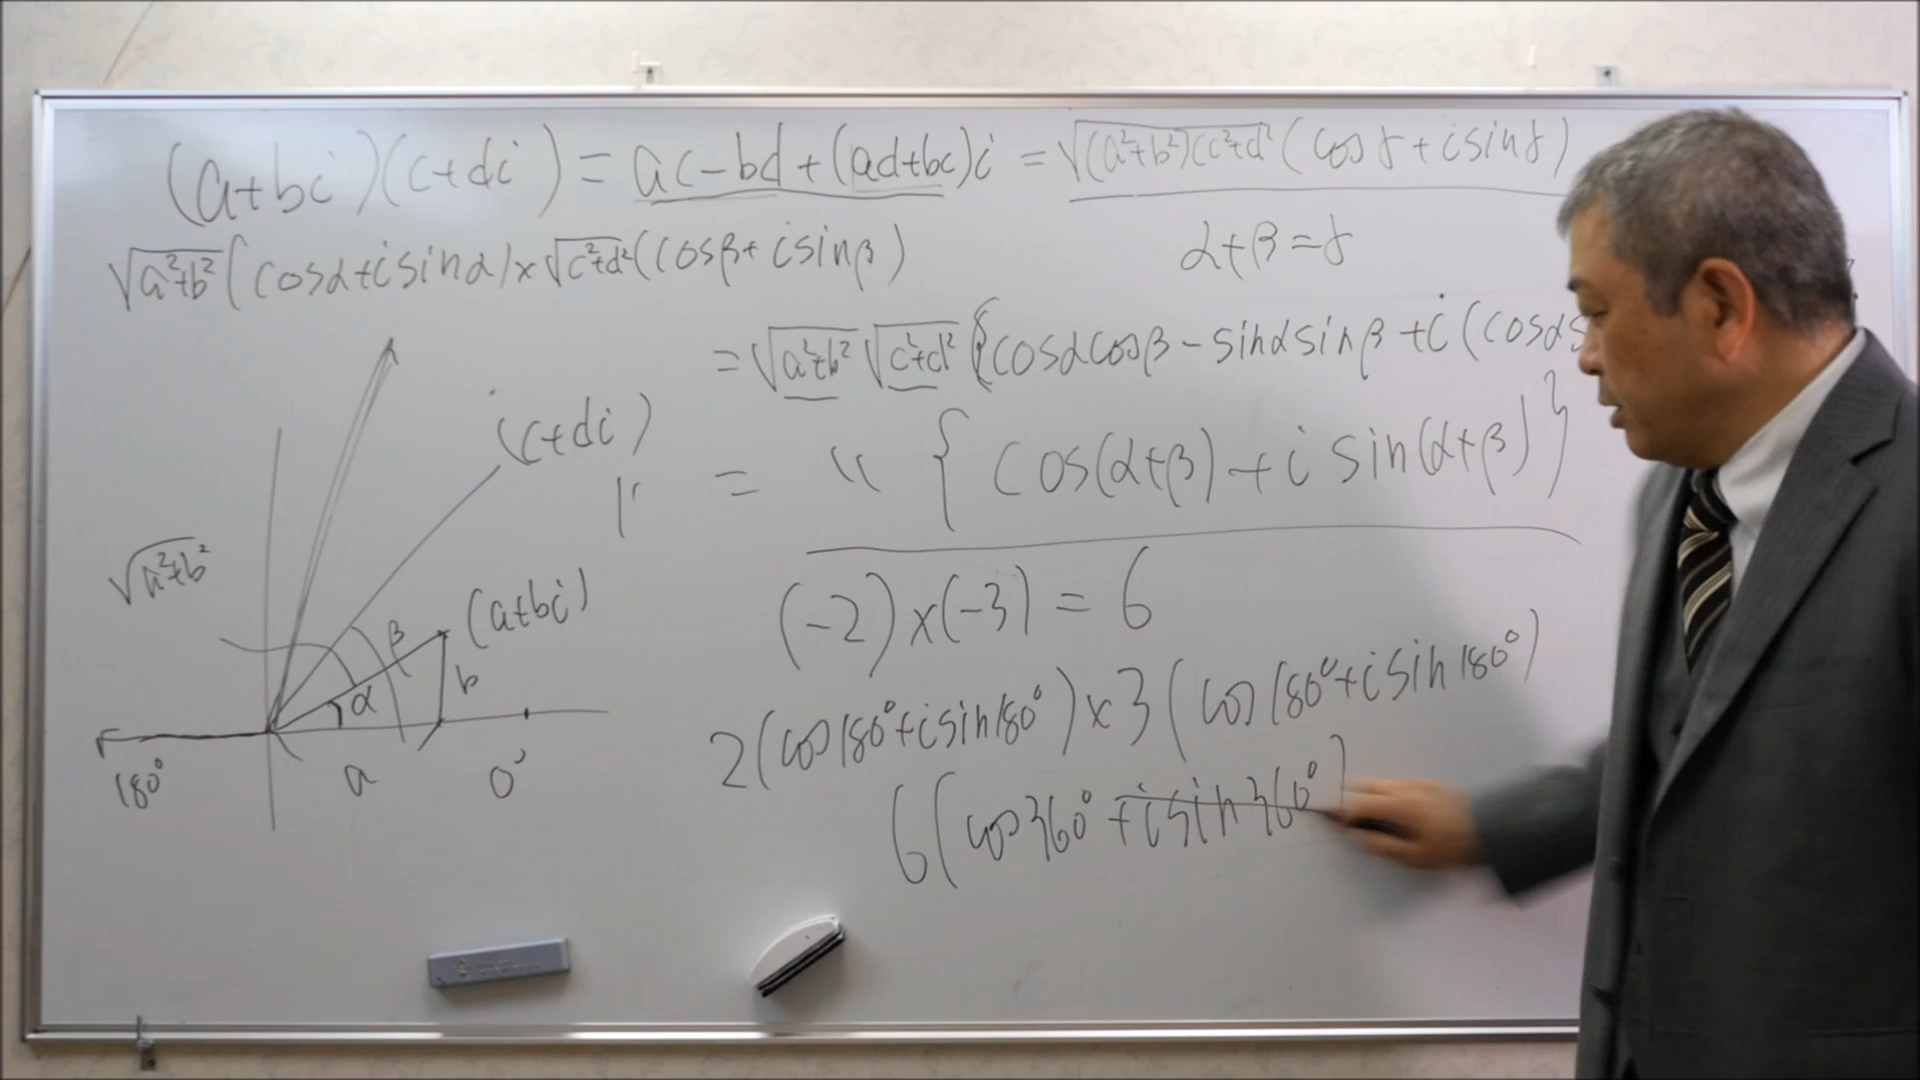 (a+bi)(c+di) = ac-bd+(ad+bc)i = √(a²+b²)(c²+d² (cosγ+isinγ)
√a²+b² (cosα+isinα)×√c²+d² (cosβ+isinβ)
α+β=γ
= √a²+b² √c²+d² {cosαcosβ-sinαsinβ+i(cosαs
= 〃 { cos(α+β)+i sin(α+β) }
(-2)×(-3) = 6
2(cos180°+isin180°)×3(cos180°+isin180°)
6(cos360°+isin360°)
(c+di)
√a²+b²
(a+bi)
β
α
b
180°
a
0°